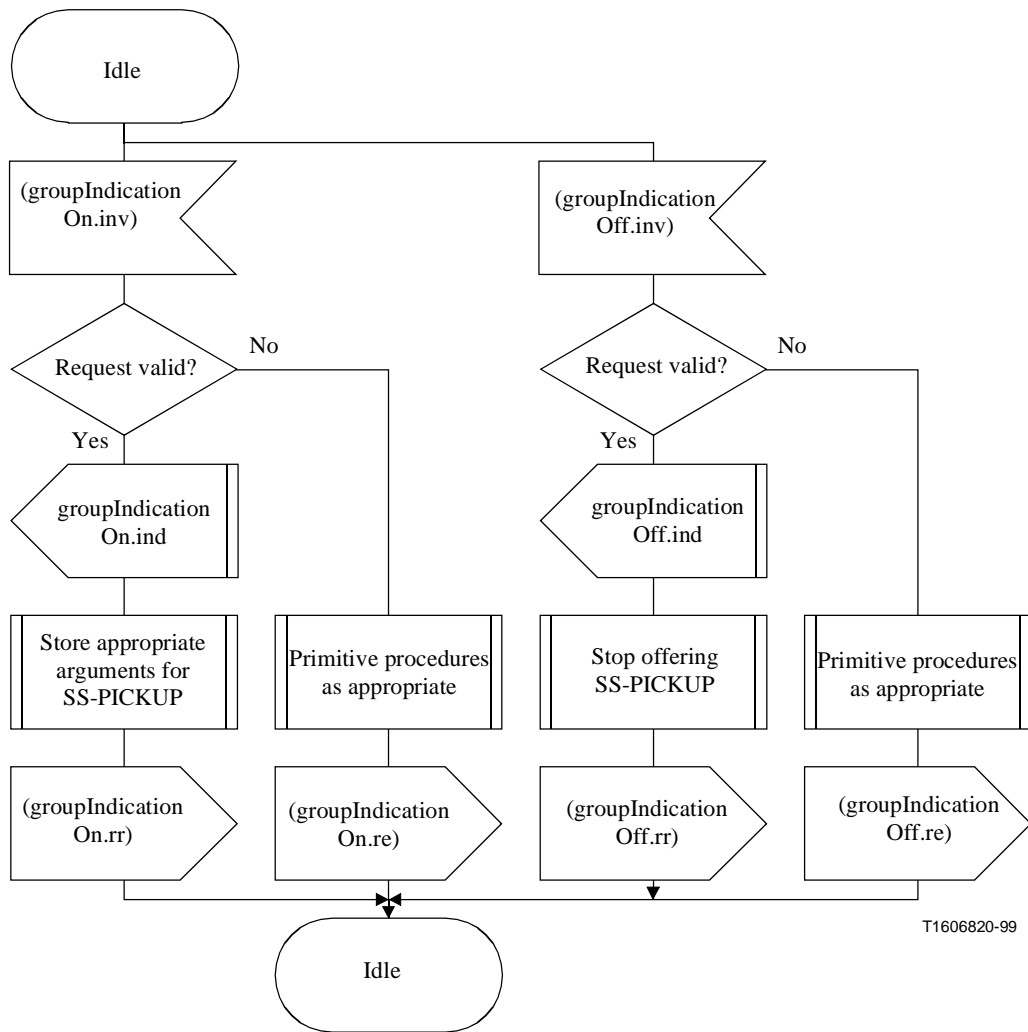 Idle
(groupIndication
On.inv)
(groupIndication
Off.inv)
Request valid?
No
Request valid?
No
Yes
Yes
groupIndication
On.ind
groupIndication
Off.ind
Store appropriate
arguments for
SS-PICKUP
Primitive procedures
as appropriate
Stop offering
SS-PICKUP
Primitive procedures
as appropriate
(groupIndication
On.rr)
(groupIndication
On.re)
(groupIndication
Off.rr)
(groupIndication
Off.re)
T1606820-99
Idle